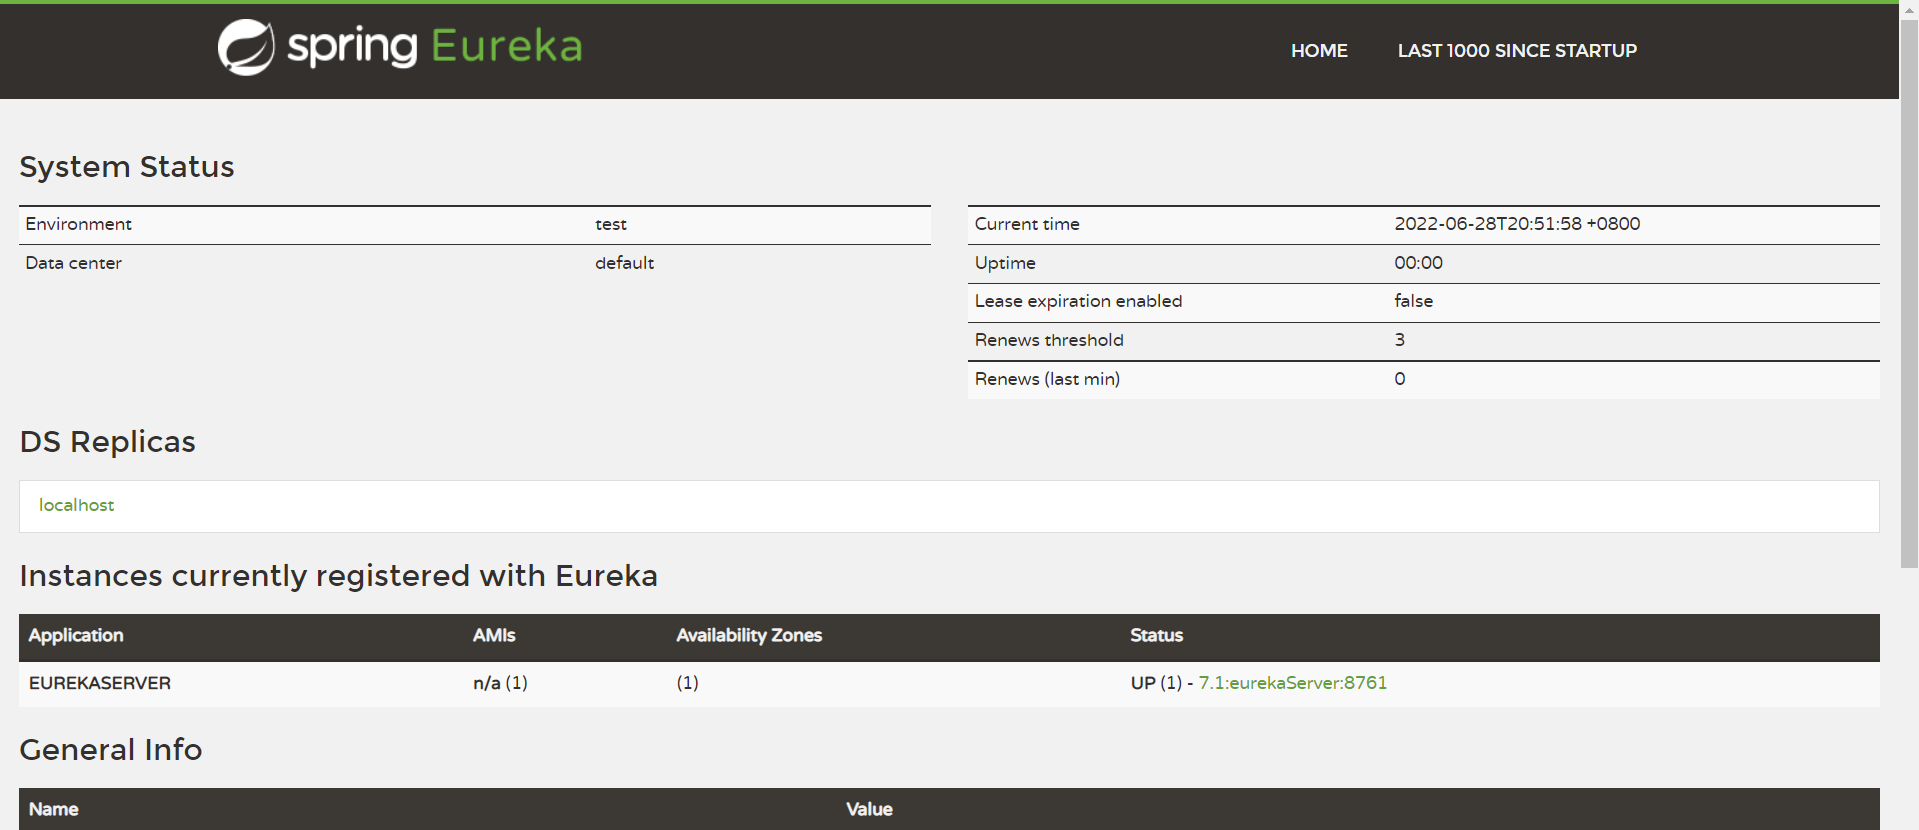 spring Eureka
HOME LAST 1000 SINCE STARTUP
System Status
Environment test
Data center default
Current time 2022-06-28T20:51:58 +0800
Uptime 00:00
Lease expiration enabled false
Renews threshold 3
Renews (last min) 0
DS Replicas
localhost
Instances currently registered with Eureka
Application AMIs Availability Zones Status
EUREKASERVER n/a (1) (1) UP (1) - 7.1:eurekaServer:8761
General Info
Name Value